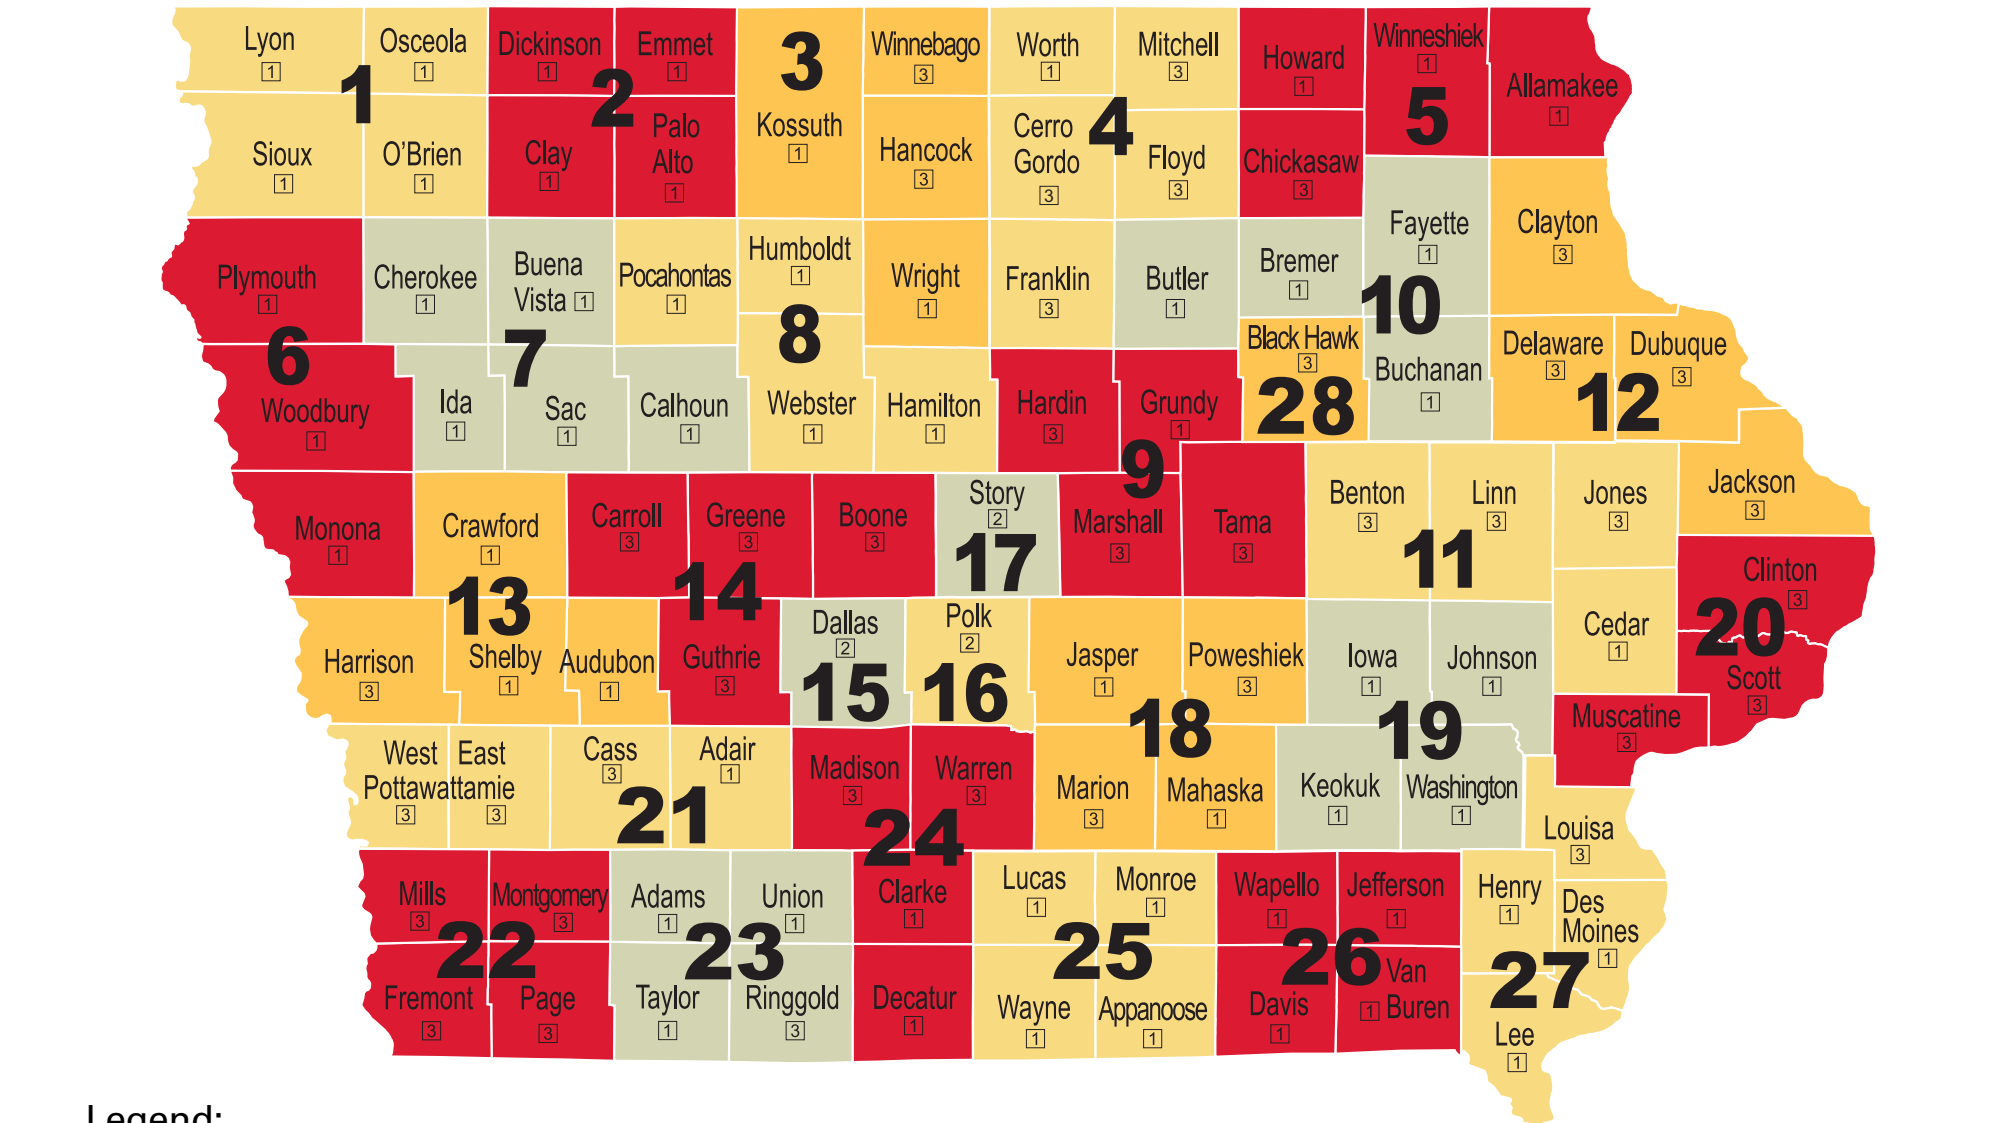 Lyon
1
Osceola
1
1
Sioux
1
O’Brien
1
Dickinson
1
Emmet
1
2
Clay
1
Palo
Alto
1
3
Kossuth
1
Winnebago
3
Hancock
3
Worth
1
Mitchell
3
4
Cerro
Gordo
3
Floyd
3
Howard
1
Winneshiek
1
5
Allamakee
1
Chickasaw
3
Plymouth
1
6
Woodbury
1
Cherokee
1
Buena
Vista 1
7
Ida
1
Sac
1
Calhoun
1
Pocahontas
1
Humboldt
1
8
Webster
1
Wright
1
Hamilton
1
Franklin
3
Butler
1
Bremer
1
Fayette
1
10
Buchanan
1
Clayton
3
Black Hawk
3
28
Delaware
3
Dubuque
3
12
Hardin
3
Grundy
1
9
Marshall
3
Tama
3
Monona
1
Crawford
1
13
Harrison
3
Shelby
1
Audubon
1
Carroll
3
Greene
3
Boone
3
14
Guthrie
3
Story
2
17
Dallas
2
15
Polk
2
16
Benton
3
Linn
3
11
Jones
3
Cedar
1
Jackson
3
Clinton
3
20
Scott
3
Muscatine
3
Jasper
1
Poweshiek
3
18
Marion
3
Mahaska
1
Iowa
1
Johnson
1
19
Keokuk
1
Washington
1
West East
Pottawattamie
3 3
Cass
3
Adair
1
21
Madison
3
Warren
3
24
Clarke
1
Decatur
1
Louisa
3
Mills
3
Montgomery
3
22
Fremont
3
Page
3
Adams
1
Union
1
23
Taylor
1
Ringgold
3
Lucas
1
Monroe
1
25
Wayne
1
Appanoose
1
Wapello
1
Jefferson
1
26
Davis
1
Van
1 Buren
Henry
1
Des
Moines
1
27
Lee
1
Legend: